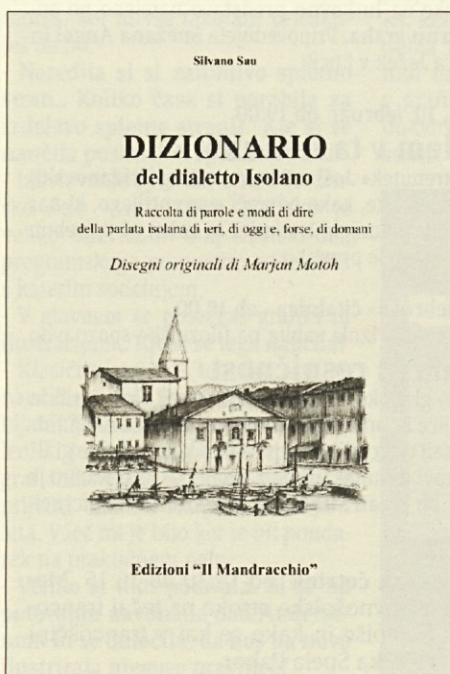 Silvano Sau
DIZIONARIO
del dialetto Isolano
Raccolta di parole e modi di dire
della parlata isolana di ieri, di oggi e, forse, di domani
Disegni originali di Marjan Motoh
Edizioni "Il Mandracchio"